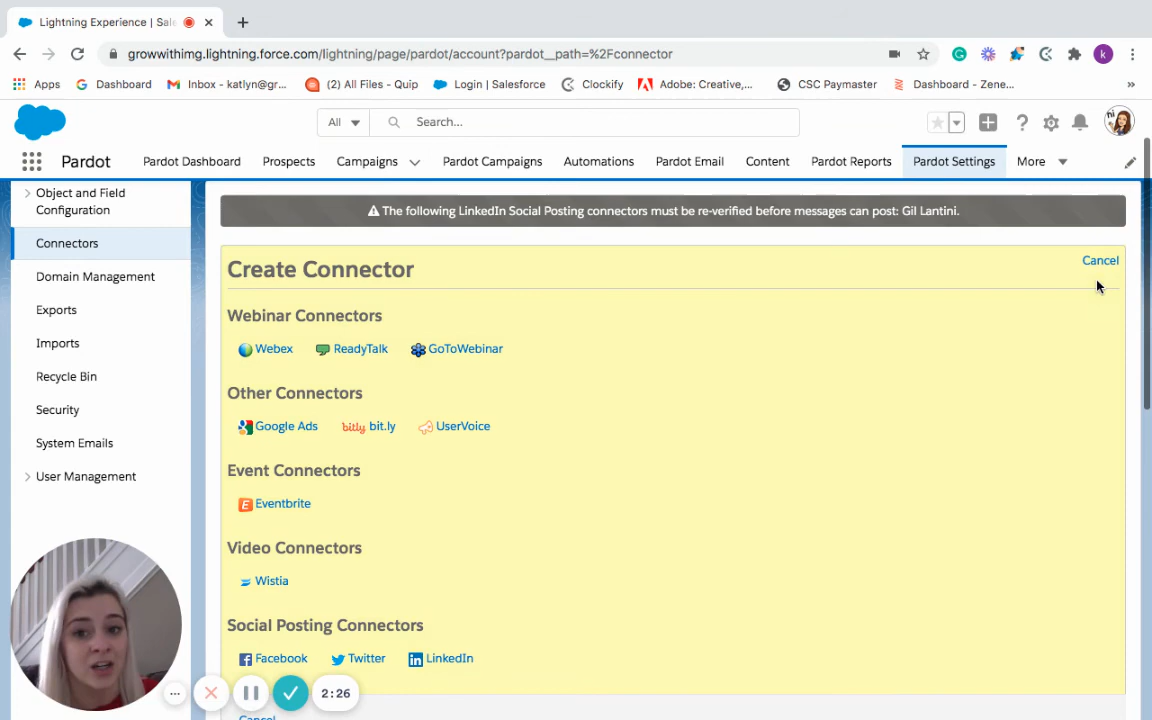 Lightning Experience | Sale
growwithimg.lightning.force.com/lightning/page/pardot/account?pardot__path=%2Fconnector
k
Apps Dashboard Inbox - katlyn@gr... (2) All Files - Quip Login | Salesforce Clockify Adobe: Creative,... CSC Paymaster Dashboard - Zene... »
All Search...
Pardot Pardot Dashboard Prospects Campaigns Pardot Campaigns Automations Pardot Email Content Pardot Reports Pardot Settings More
Object and Field
Configuration
Connectors
Domain Management
Exports
Imports
Recycle Bin
Security
System Emails
User Management
The following LinkedIn Social Posting connectors must be re-verified before messages can post: Gil Lantini.
Create Connector Cancel
Webinar Connectors
Webex ReadyTalk GoToWebinar
Other Connectors
Google Ads bitly bit.ly UserVoice
Event Connectors
Eventbrite
Video Connectors
Wistia
Social Posting Connectors
Facebook Twitter LinkedIn
2:26
Cancel